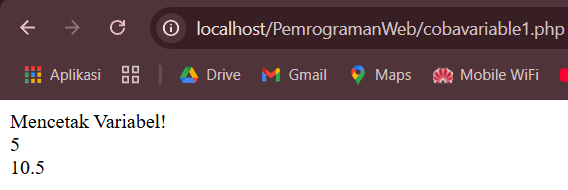 localhost/PemrogramanWeb/cobavariable1.php
Aplikasi Drive Gmail Maps Mobile WiFi
Mencetak Variabel!
5
10.5